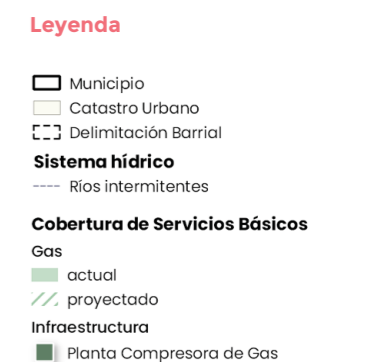 Leyenda
Municipio
Catastro Urbano
Delimitación Barrial
Sistema hídrico
Ríos intermitentes
Cobertura de Servicios Básicos
Gas
actual
proyectado
Infraestructura
Planta Compresora de Gas